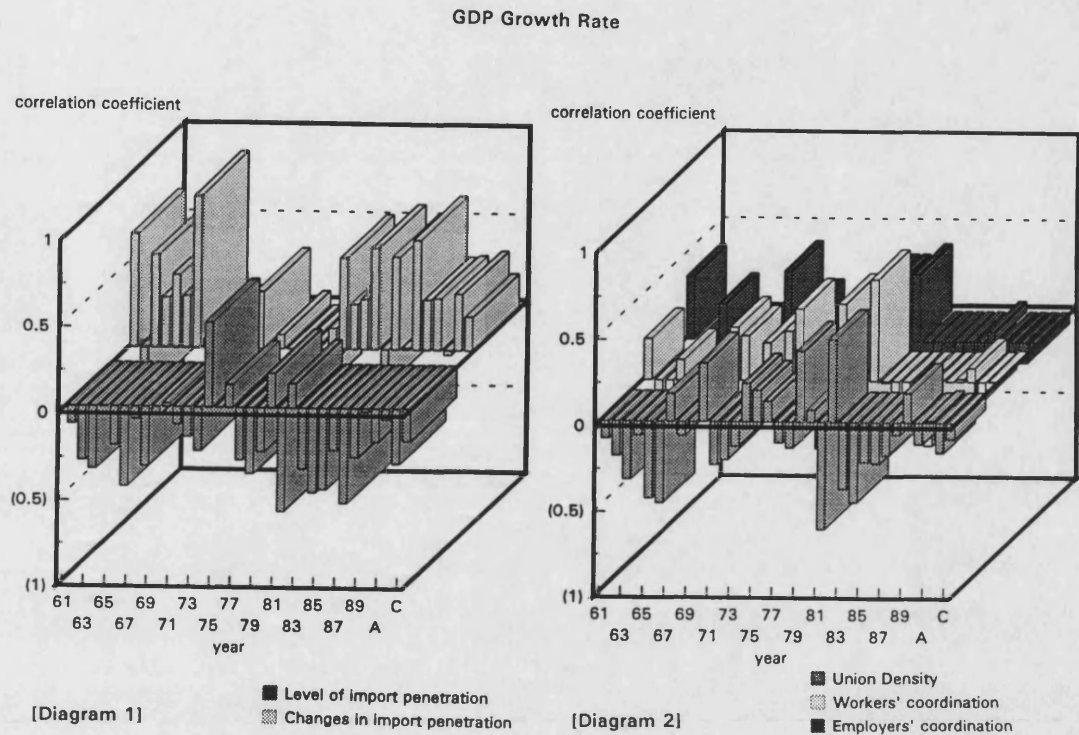 GDP Growth Rate
correlation coefficient
1
0.5
0
(0.5)
(1)
61 65 69 73 77 81 85 89 C
63 67 71 75 79 83 87 A
year
Level of import penetration
Changes in import penetration
[Diagram 1]
correlation coefficient
1
0.5
0
(0.5)
(1)
61 65 69 73 77 81 85 89 C
63 67 71 75 79 83 87 A
year
Union Density
Workers' coordination
Employers' coordination
[Diagram 2]